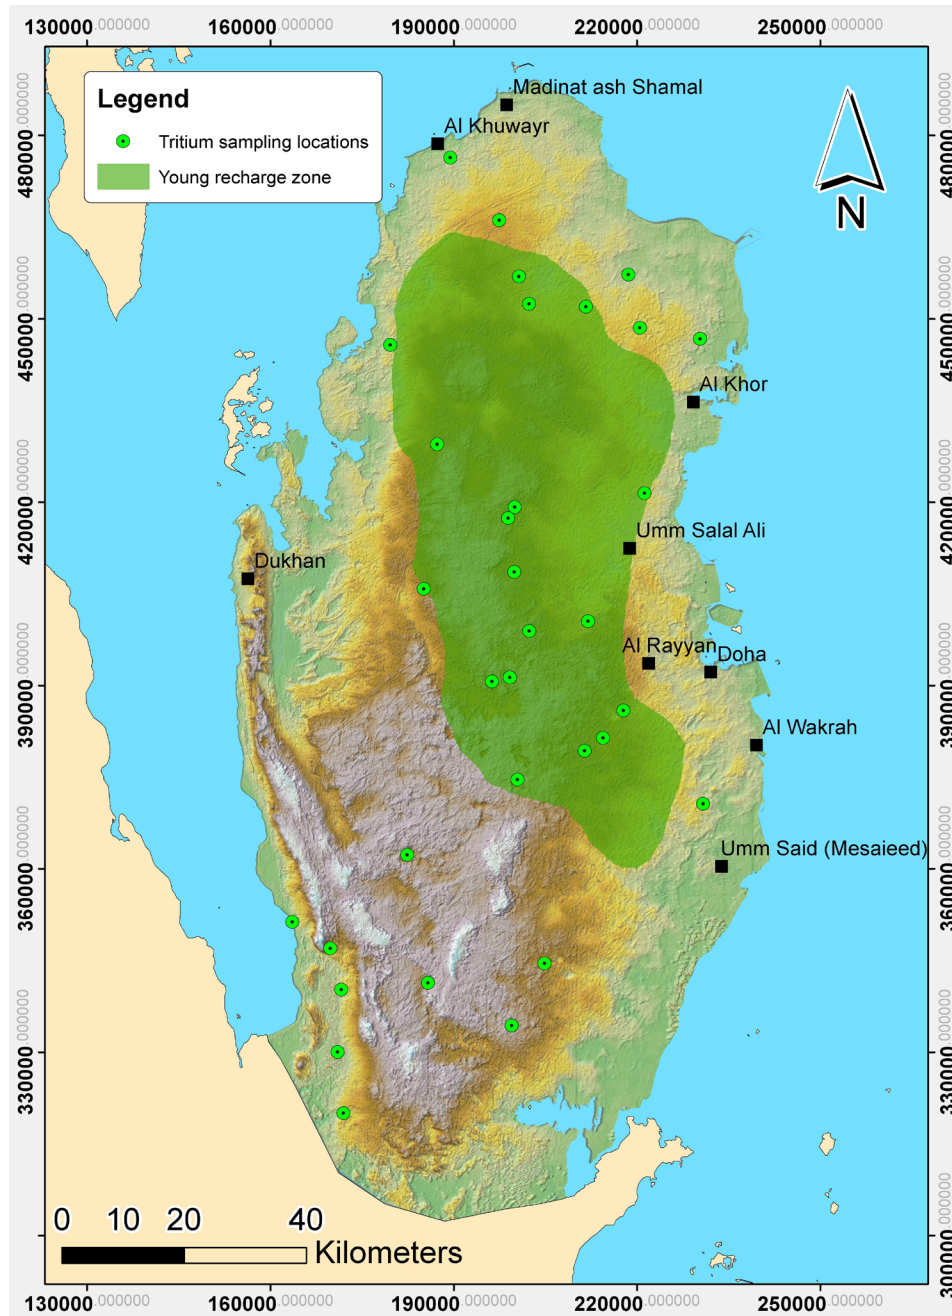 130000.000000 160000.000000 190000.000000 220000.000000 250000.000000
Legend
Tritium sampling locations
Young recharge zone
N
Madinat ash Shamal
Al Khuwayr
Al Khor
Umm Salal Ali
Dukhan
Al Rayyan
Doha
Al Wakrah
Umm Said (Mesaieed)
480000.000000
450000.000000
420000.000000
390000.000000
360000.000000
330000.000000
480000.000000
450000.000000
420000.000000
390000.000000
360000.000000
330000.000000
0 10 20 40
Kilometers
130000.000000 160000.000000 190000.000000 220000.000000 250000.000000